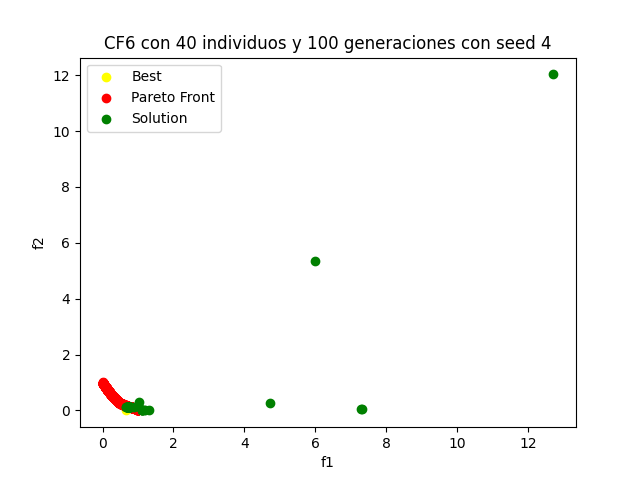 CF6 con 40 individuos y 100 generaciones con seed 4
Best
Pareto Front
Solution
12
10
8
6
4
2
0
f2
0 2 4 6 8 10 12
f1